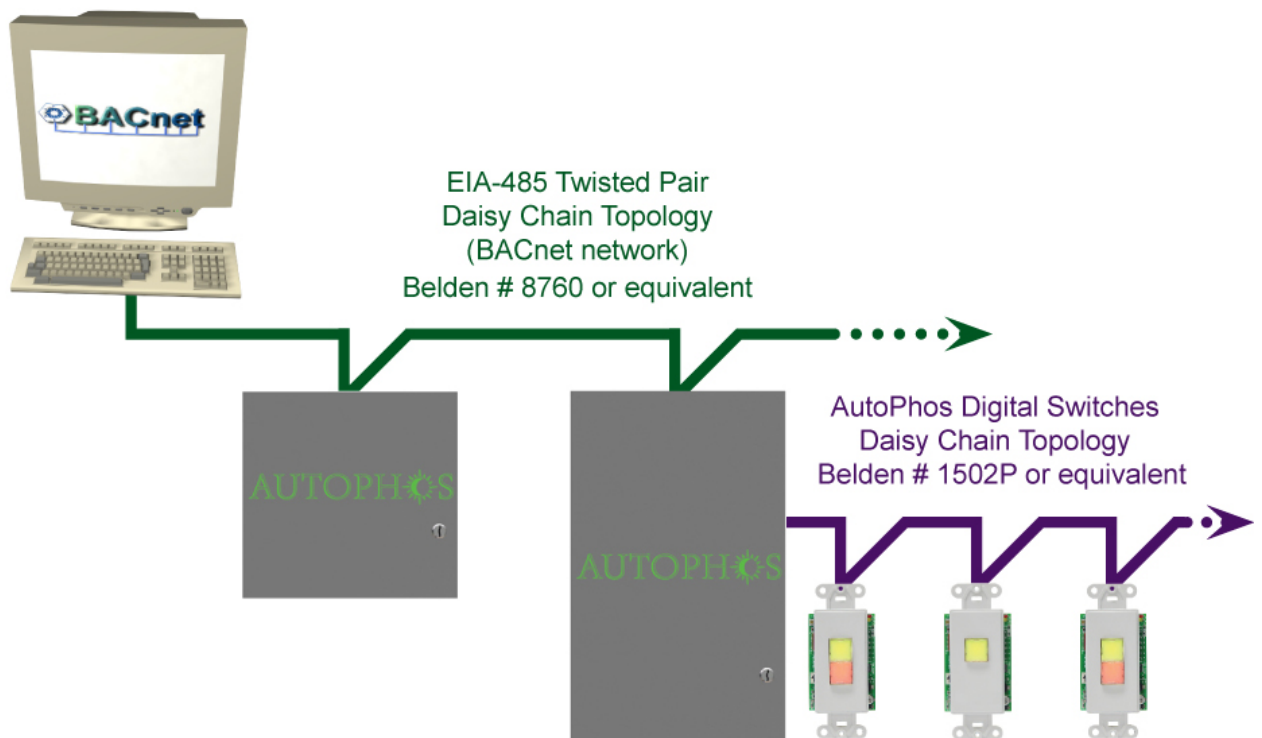 BACnet
EIA-485 Twisted Pair
Daisy Chain Topology
(BACnet network)
Belden # 8760 or equivalent
AutoPhos Digital Switches
Daisy Chain Topology
Belden # 1502P or equivalent
AUTOPHOS
AUTOPHOS